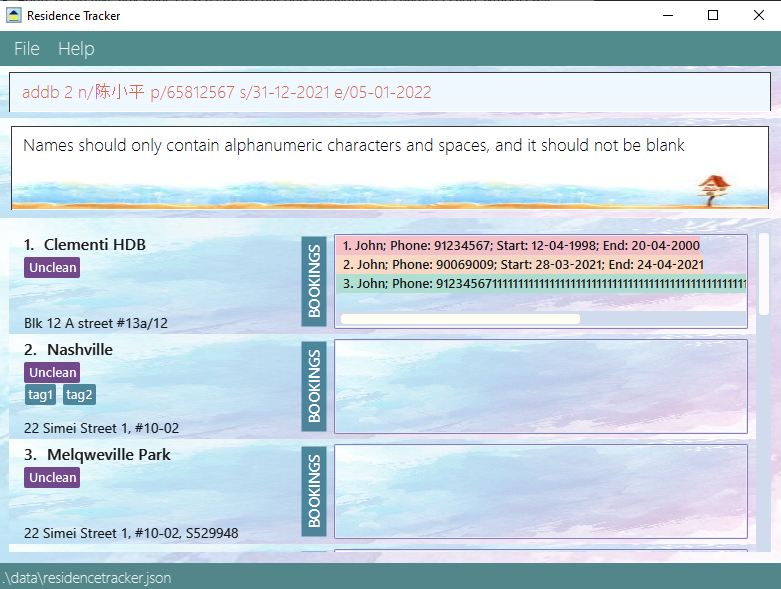 Residence Tracker
File Help
addb 2 n/陈小平 p/65812567 s/31-12-2021 e/05-01-2022
Names should only contain alphanumeric characters and spaces, and it should not be blank
1. Clementi HDB
Unclean
Blk 12 A street #13a/12
BOOKINGS
1. John; Phone: 91234567; Start: 12-04-1998; End: 20-04-2000
2. John; Phone: 90069009; Start: 28-03-2021; End: 24-04-2021
3. John; Phone:
2. Nashville
Unclean
tag1 tag2
22 Simei Street 1, #10-02
BOOKINGS
3. Melqweville Park
Unclean
22 Simei Street 1, #10-02, S529948
BOOKINGS
.\data\residencetracker.json